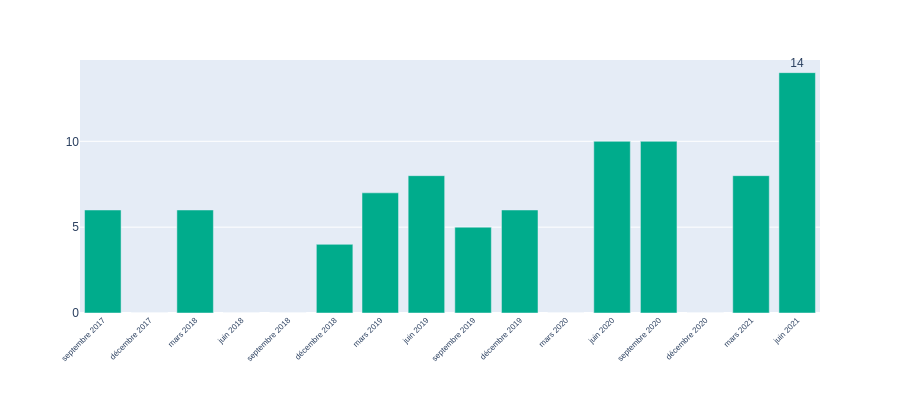 14
10
5
0
septembre 2017
décembre 2017
mars 2018
juin 2018
septembre 2018
décembre 2018
mars 2019
juin 2019
septembre 2019
décembre 2019
mars 2020
juin 2020
septembre 2020
décembre 2020
mars 2021
juin 2021